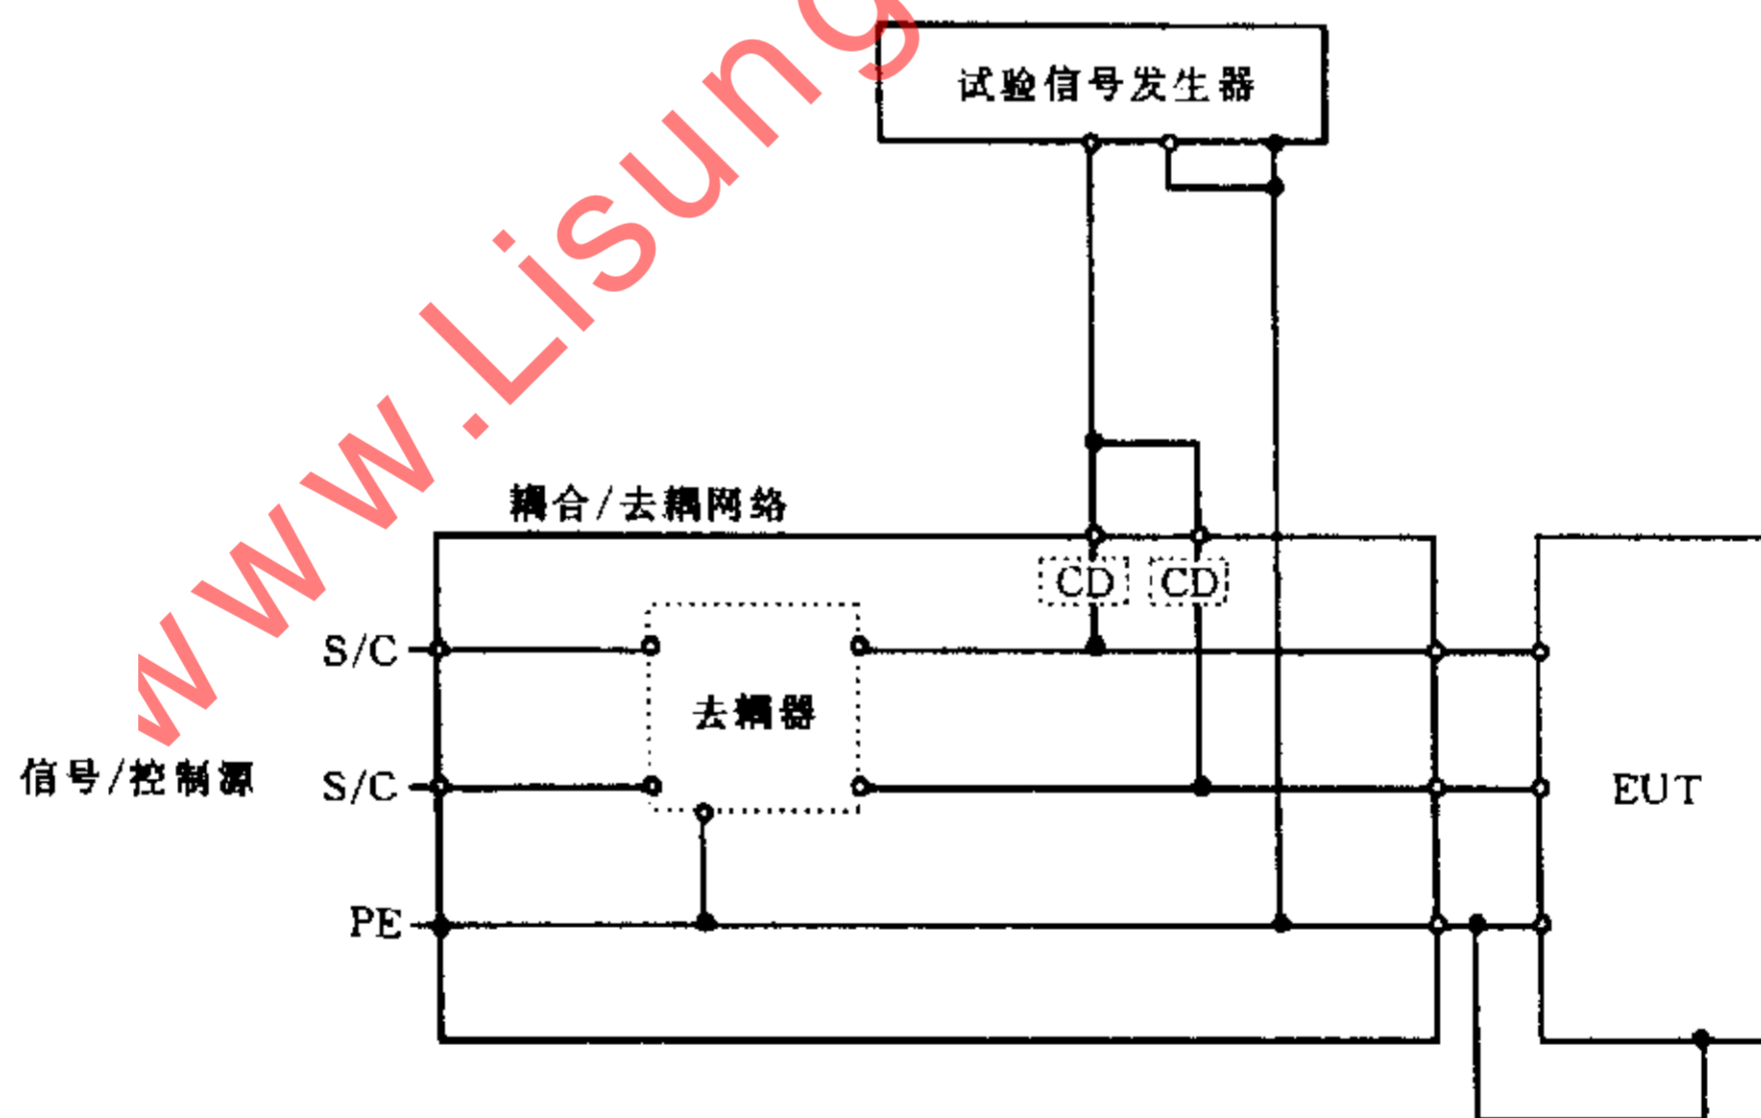 试验信号发生器
www.Lisung
耦合/去耦网络
CD CD
S/C
去耦器
信号/控制源 S/C
EUT
PE